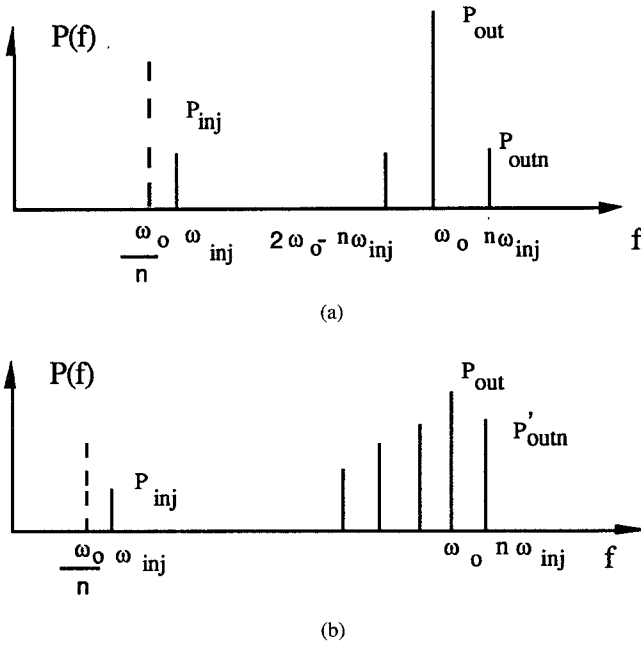 P(f)
P_out
P_inj
P_outn
ω_o/n ω_inj 2ω_o- nω_inj ω_o nω_inj f
(a)
P(f)
P_out
P'_outn
P_inj
ω_o/n ω_inj ω_o nω_inj f
(b)